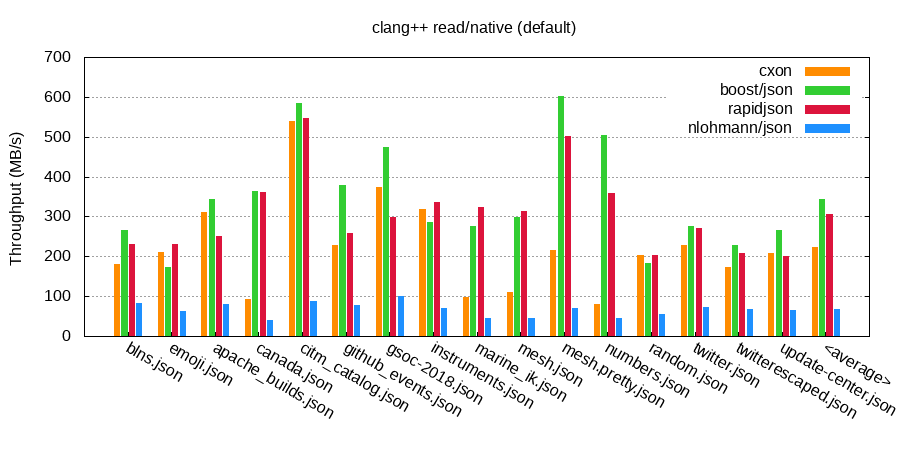 clang++ read/native (default)
Throughput (MB/s)
700
600
500
400
300
200
100
0
cxon
boost/json
rapidjson
nlohmann/json
blns.json
emoji.json
apache_builds.json
canada.json
citm_catalog.json
github_events.json
gsoc-2018.json
instruments.json
marine_ik.json
mesh.json
mesh.pretty.json
numbers.json
random.json
twitter.json
twitterescaped.json
update-center.json
<average>